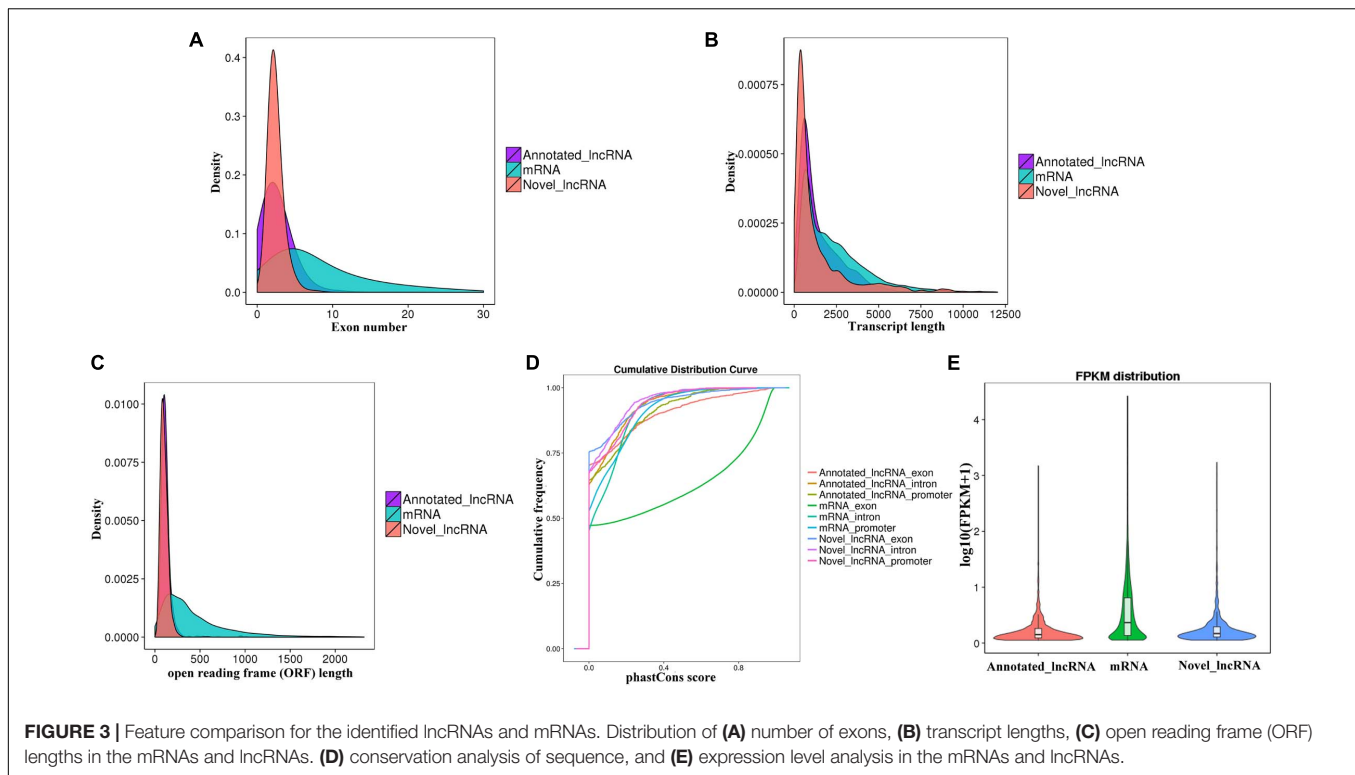 A
Density
0.4
0.3
0.2
0.1
0.0
0
10
20
30
Exon number
Annotated_lncRNA
mRNA
Novel_lncRNA
B
Density
0.00075
0.00050
0.00025
0.00000
0
2500
5000
7500
10000
12500
Transcript length
Annotated_lncRNA
mRNA
Novel_lncRNA
C
Density
0.0100
0.0075
0.0050
0.0025
0.0000
0
500
1000
1500
2000
open reading frame (ORF) length
Annotated_lncRNA
mRNA
Novel_lncRNA
D
Cumulative Distribution Curve
Cumulative frequency
1.00
0.75
0.50
0.25
0.00
0.0
0.4
0.8
phastCons score
Annotated_lncRNA_exon
Annotated_lncRNA_intron
Annotated_lncRNA_promoter
mRNA_exon
mRNA_intron
mRNA_promoter
Novel_lncRNA_exon
Novel_lncRNA_intron
Novel_lncRNA_promoter
E
FPKM distribution
log10(FPKM+1)
4
3
2
1
0
Annotated_lncRNA
mRNA
Novel_lncRNA
FIGURE 3 | Feature comparison for the identified lncRNAs and mRNAs. Distribution of (A) number of exons, (B) transcript lengths, (C) open reading frame (ORF)
lengths in the mRNAs and lncRNAs. (D) conservation analysis of sequence, and (E) expression level analysis in the mRNAs and lncRNAs.